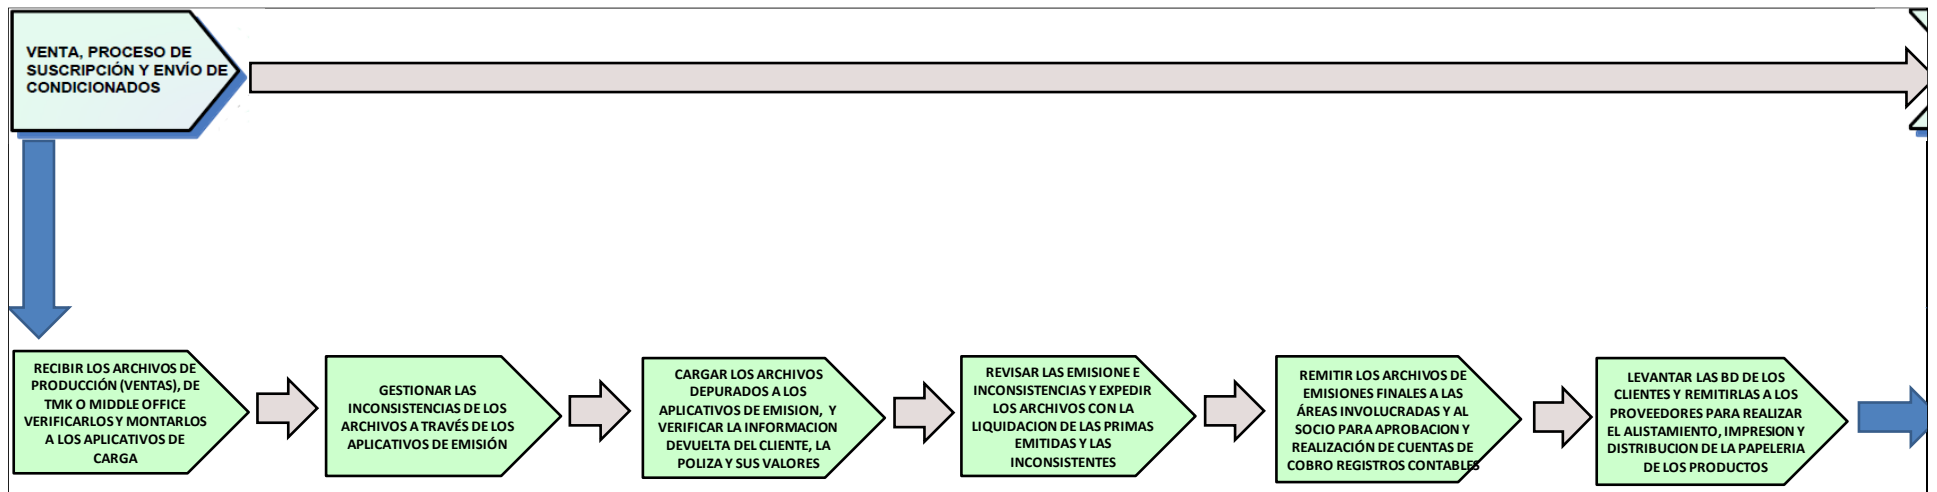 VENTA, PROCESO DE
SUSCRIPCIÓN Y ENVÍO DE
CONDICIONADOS
RECIBIR LOS ARCHIVOS DE
PRODUCCIÓN (VENTAS), DE
TMK O MIDDLE OFFICE
VERIFICARLOS Y MONTARLOS
A LOS APLICATIVOS DE
CARGA
GESTIONAR LAS
INCONSISTENCIAS DE LOS
ARCHIVOS A TRAVÉS DE LOS
APLICATIVOS DE EMISIÓN
CARGAR LOS ARCHIVOS
DEPURADOS A LOS
APLICATIVOS DE EMISION, Y
VERIFICAR LA INFORMACION
DEVUELTA DEL CLIENTE, LA
POLIZA Y SUS VALORES
REVISAR LAS EMISIONE E
INCONSISTENCIAS Y EXPEDIR
LOS ARCHIVOS CON LA
LIQUIDACION DE LAS PRIMAS
EMITIDAS Y LAS
INCONSISTENTES
REMITIR LOS ARCHIVOS DE
EMISIONES FINALES A LAS
ÁREAS INVOLUCRADAS Y AL
SOCIO PARA APROBACION Y
REALIZACIÓN DE CUENTAS DE
COBRO REGISTROS CONTABLES
LEVANTAR LAS BD DE LOS
CLIENTES Y REMITIRLAS A LOS
PROVEEDORES PARA REALIZAR
EL ALISTAMIENTO, IMPRESION Y
DISTRIBUCION DE LA PAPELERIA
DE LOS PRODUCTOS